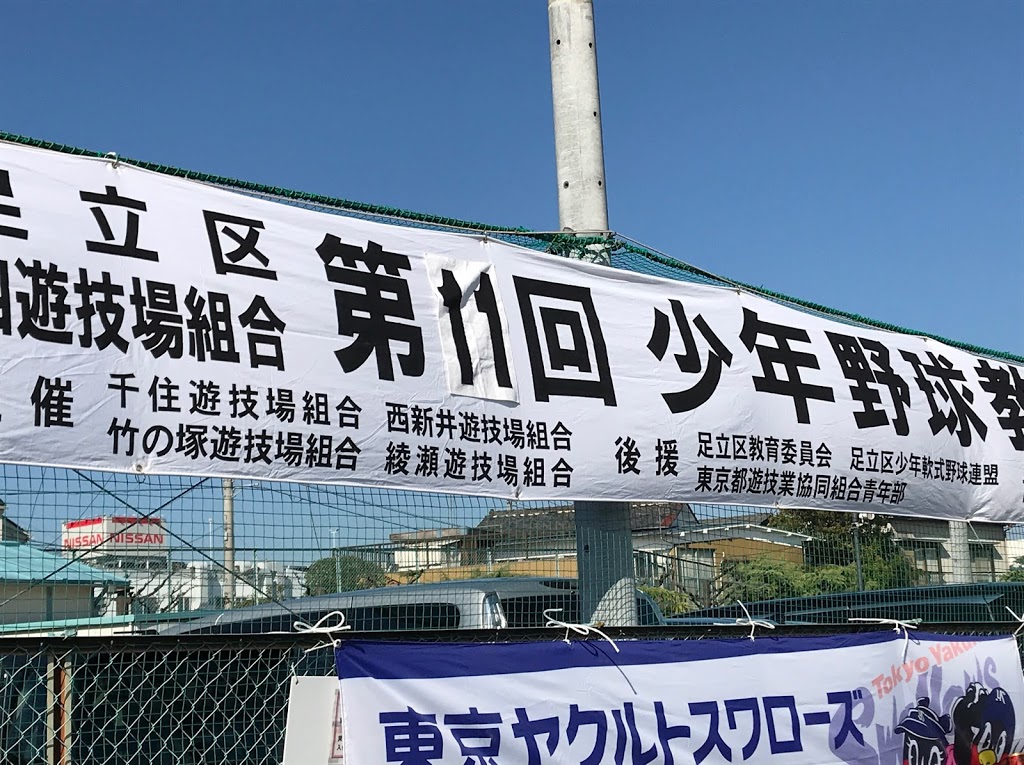 足立区
遊技場組合
第11回 少年野球教
催
千住遊技場組合 西新井遊技場組合
竹の塚遊技場組合 綾瀬遊技場組合
後援
足立区教育委員会 足立区少年軟式野球連盟
東京都遊技業協同組合青年部
NISSAN NISSAN
東京ヤクルトスワローズ
Tokyo Yaku